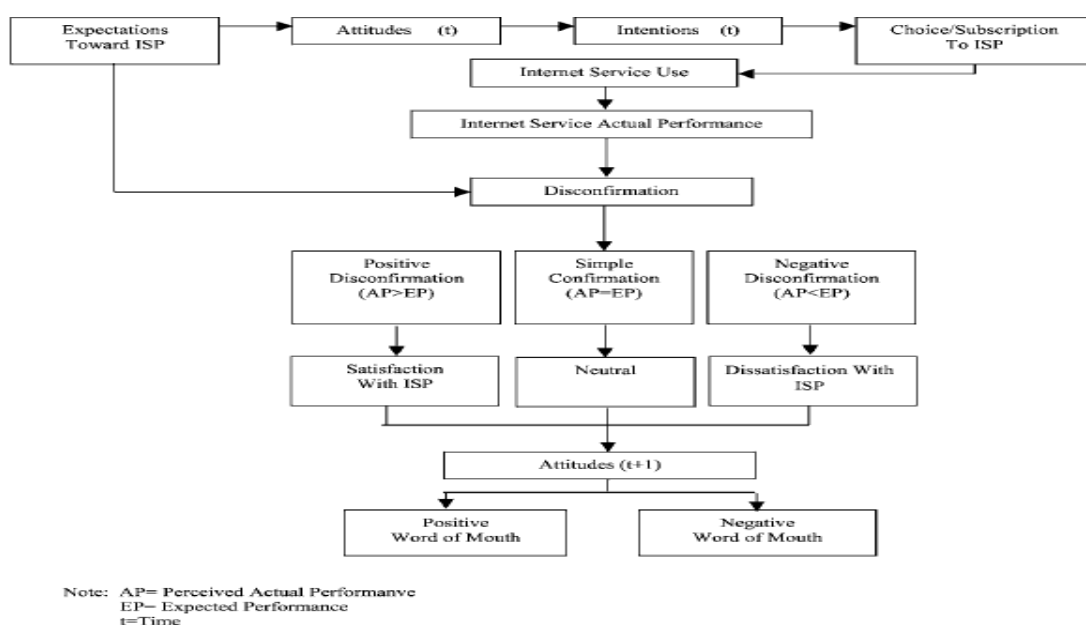 Expectations
Toward ISP
Attitudes (t)
Intentions (t)
Choice/Subscription
To ISP
Internet Service Use
Internet Service Actual Performance
Disconfirmation
Positive
Disconfirmation
(AP>EP)
Simple
Confirmation
(AP=EP)
Negative
Disconfirmation
(AP<EP)
Satisfaction
With ISP
Neutral
Dissatisfaction With
ISP
Attitudes (t+1)
Positive
Word of Mouth
Negative
Word of Mouth
Note: AP= Perceived Actual Performanve
EP= Expected Performance
t=Time